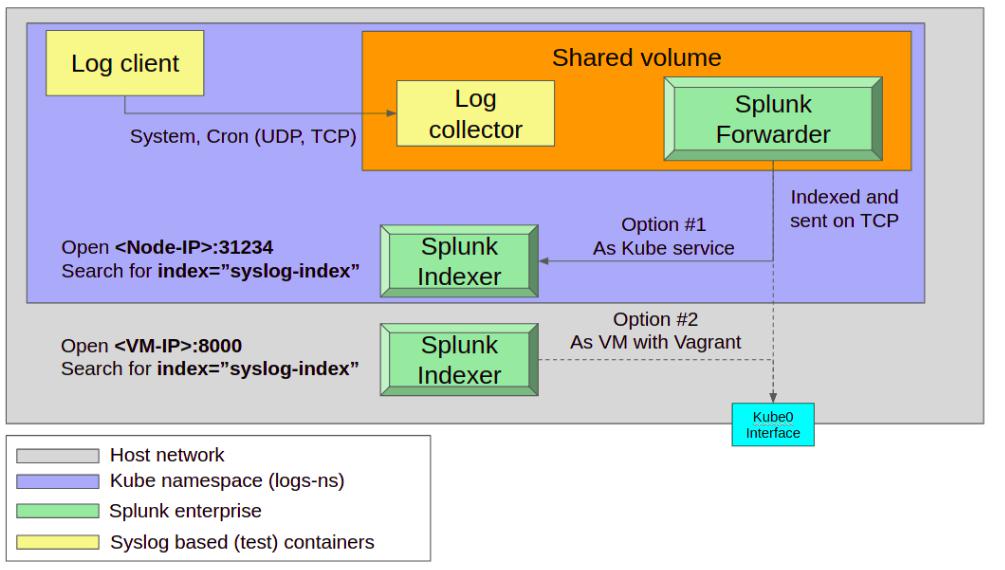 Log client
Shared volume
Log
collector
Splunk
Forwarder
System, Cron (UDP, TCP)
Indexed and
sent on TCP
Option #1
As Kube service
Open <Node-IP>:31234
Search for index=”syslog-index”
Splunk
Indexer
Option #2
As VM with Vagrant
Open <VM-IP>:8000
Search for index=”syslog-index”
Splunk
Indexer
Kube0
Interface
Host network
Kube namespace (logs-ns)
Splunk enterprise
Syslog based (test) containers